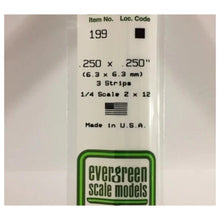 Item No. Loc. Code
199
.250 x .250"
(6.3 x 6.3 mm)
3 Strips
1/4 Scale 2 x 12
Made in U.S.A.
evergreen
scale models